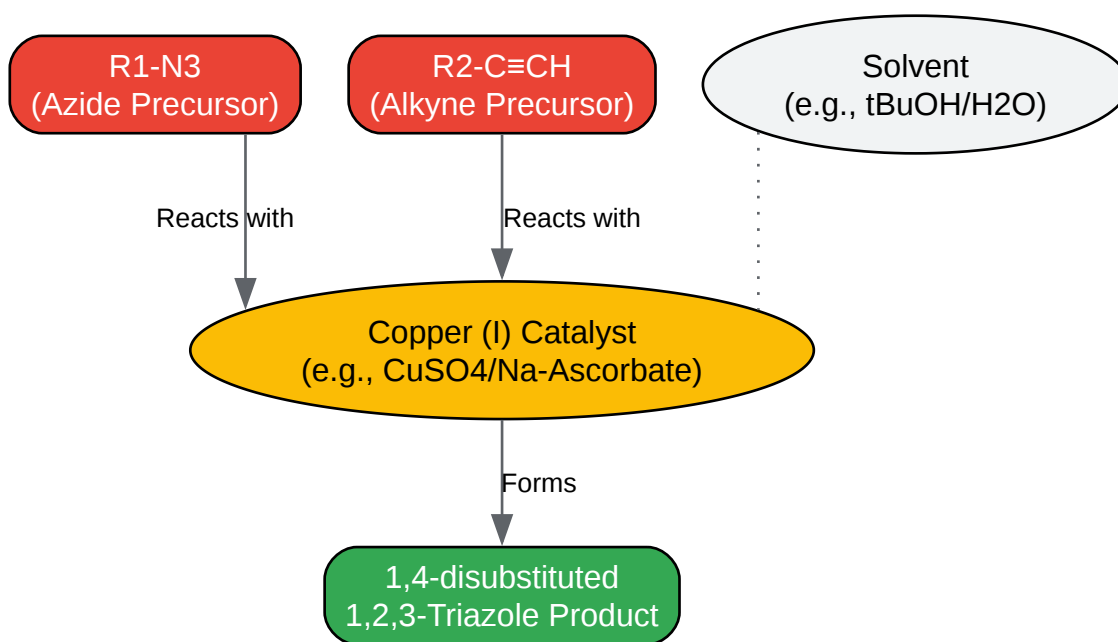 R1-N3
(Azide Precursor)
R2-C≡CH
(Alkyne Precursor)
Solvent
(e.g., tBuOH/H2O)
Reacts with
Reacts with
Copper (I) Catalyst
(e.g., CuSO4/Na-Ascorbate)
Forms
1,4-disubstituted
1,2,3-Triazole Product